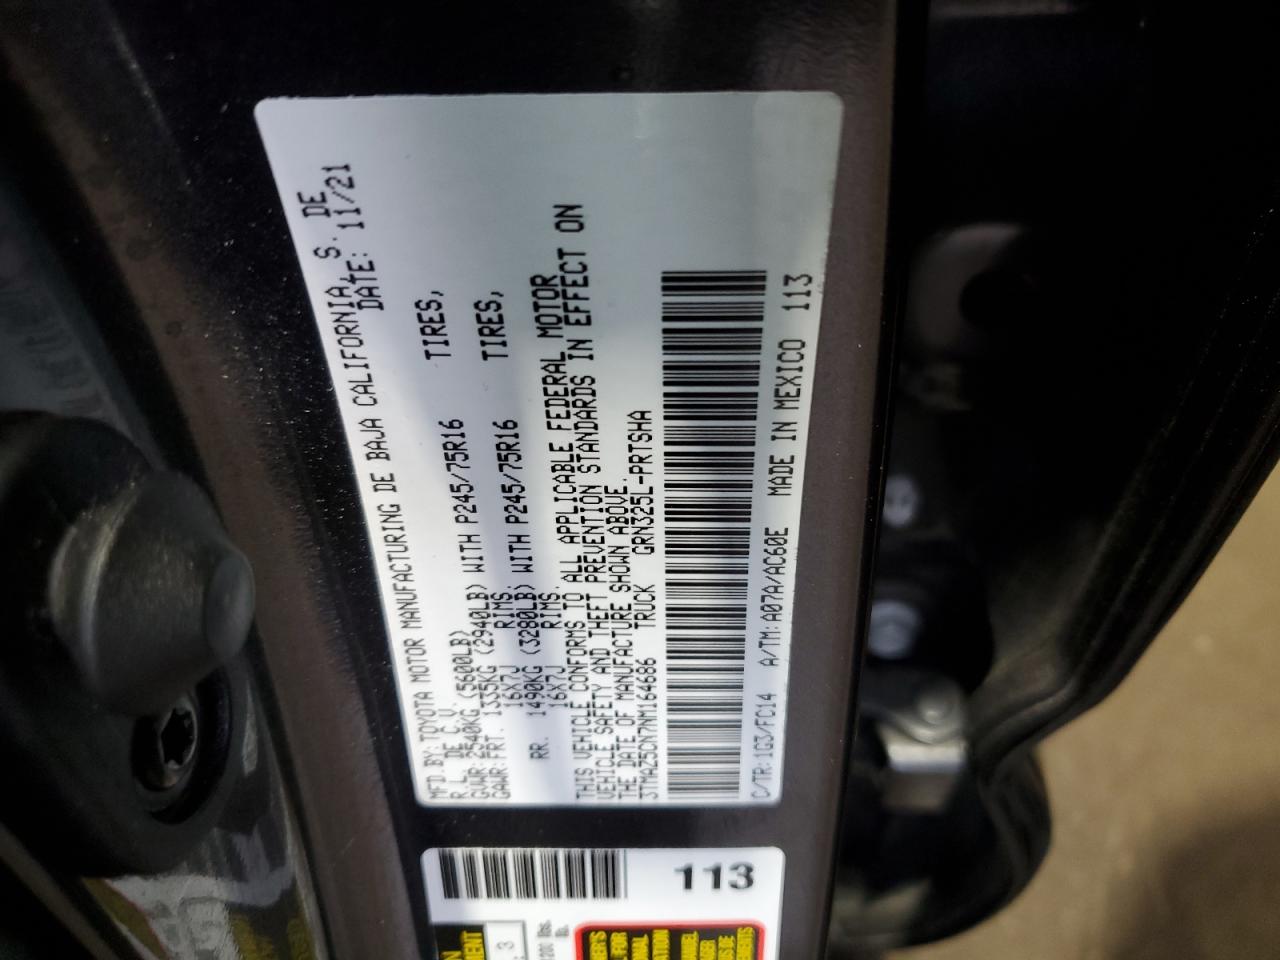 MFD.BY: TOYOTA MOTOR MANUFACTURING DE BAJA CALIFORNIA, S. DE
R.L. DE C.V. DATE: 11/21
GVWR: 2540KG (5600LB)
GAWR: FRT. 1335KG (2940LB) WITH P245/75R16 TIRES,
16X7J RIMS.
RR. 1490KG (3280LB) WITH P245/75R16 TIRES,
16X7J RIMS.
THIS VEHICLE CONFORMS TO ALL APPLICABLE FEDERAL MOTOR
VEHICLE SAFETY AND THEFT PREVENTION STANDARDS IN EFFECT ON
THE DATE OF MANUFACTURE SHOWN ABOVE.
3TMAZ5CN7NM164686 TRUCK GRN325L-PRTSHA
C/TR: 1G3/FC14 A/TM: A07A/AC60E MADE IN MEXICO 113
113
3